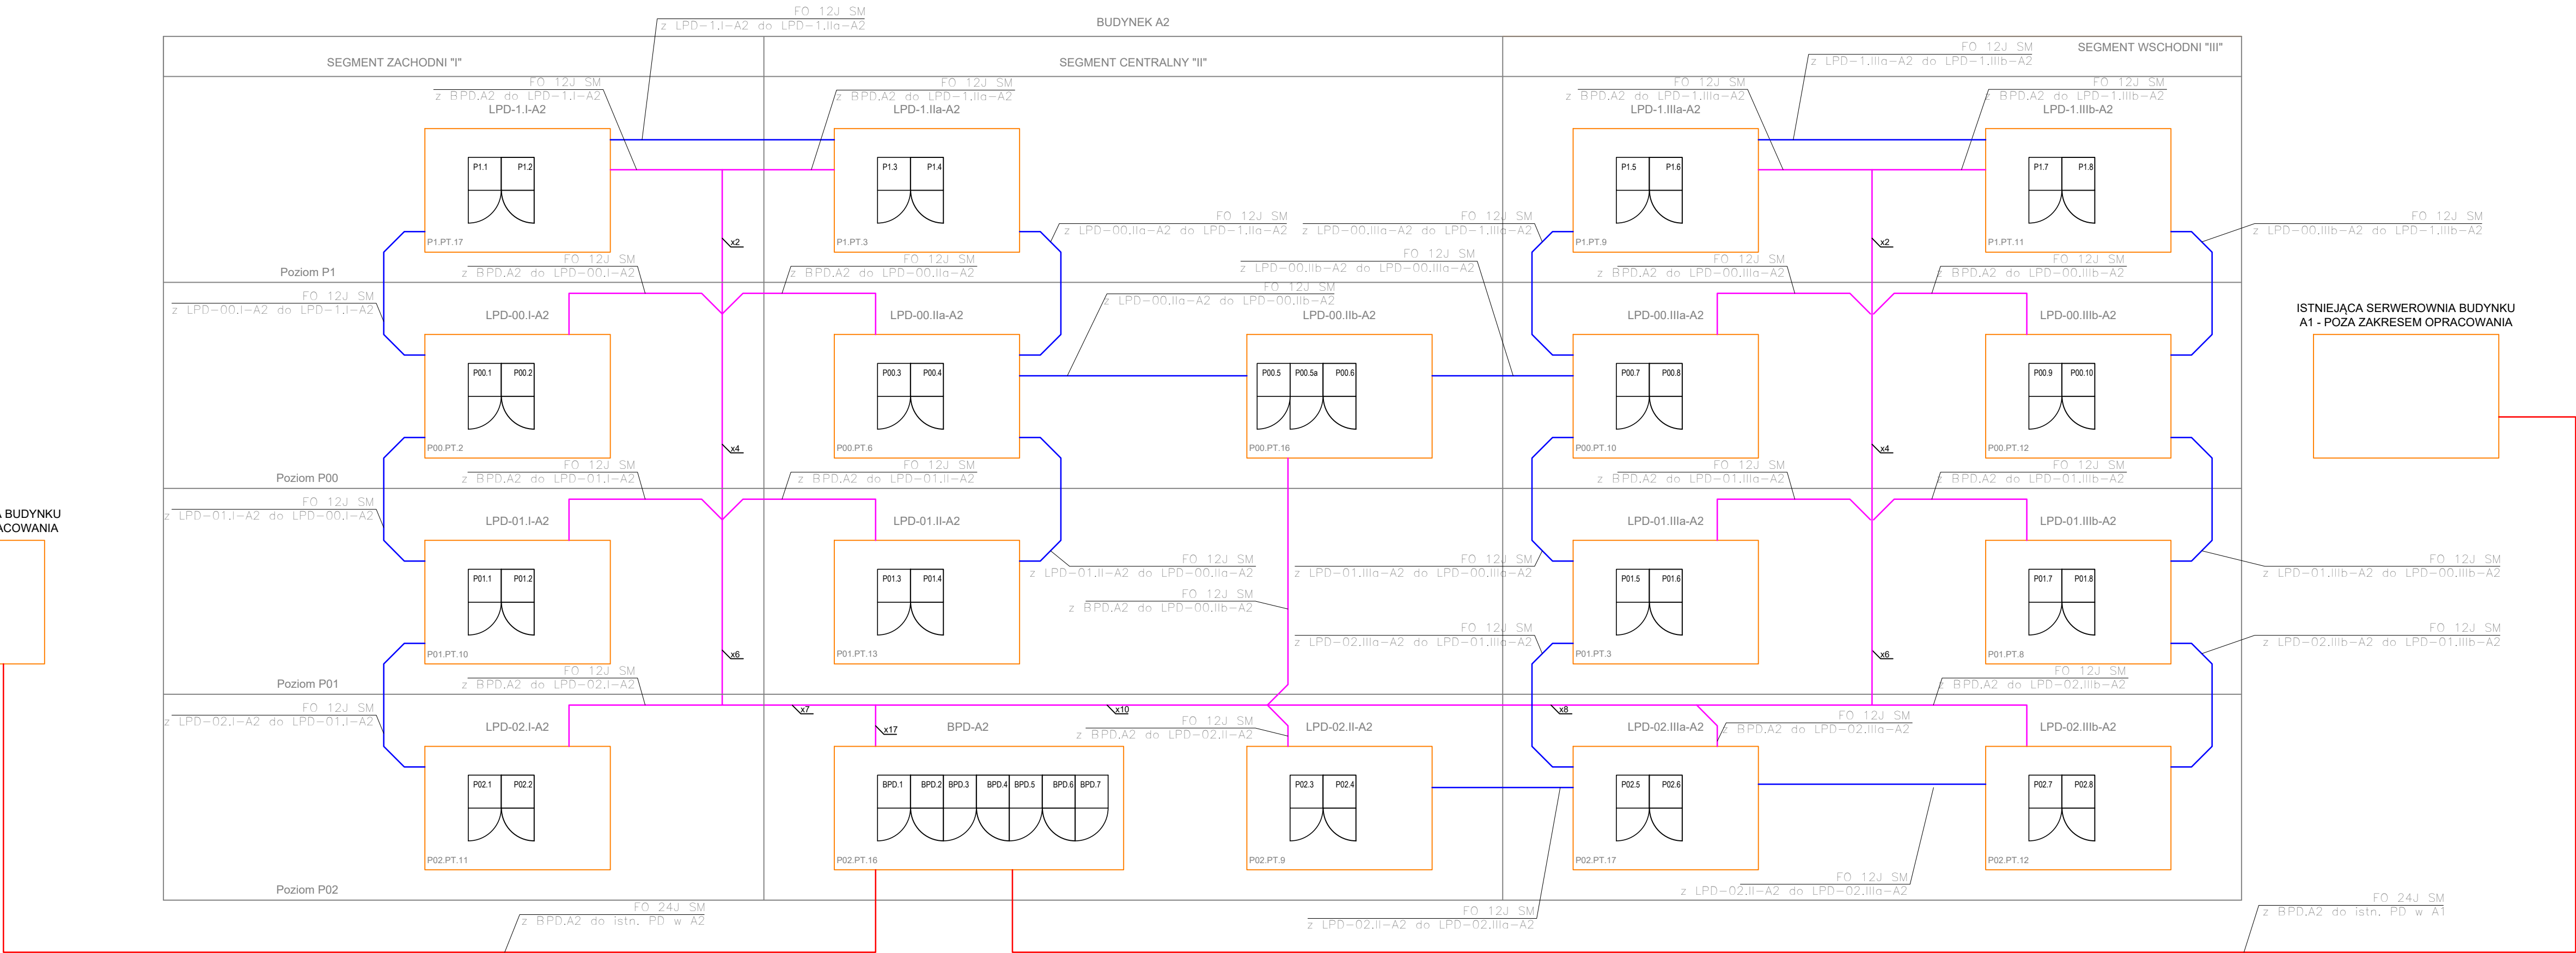 FO 12J SM
z LPD-1.I-A2 do LPD-1.IIa-A2
BUDYNEK A2
SEGMENT ZACHODNI "I"
SEGMENT CENTRALNY "II"
SEGMENT WSCHODNI "III"
FO 12J SM
z LPD-1.IIIa-A2 do LPD-1.IIIb-A2
FO 12J SM
z BPD.A2 do LPD-1.I-A2
FO 12J SM
z BPD.A2 do LPD-1.IIa-A2
FO 12J SM
z BPD.A2 do LPD-1.IIIa-A2
FO 12J SM
z BPD.A2 do LPD-1.IIIb-A2
LPD-1.I-A2
P1.1 P1.2
P1.PT.17
LPD-1.IIa-A2
P1.3 P1.4
P1.PT.3
LPD-1.IIIa-A2
P1.5 P1.6
P1.PT.9
LPD-1.IIIb-A2
P1.7 P1.8
P1.PT.11
x2
x2
FO 12J SM
z LPD-00.IIa-A2 do LPD-1.IIa-A2
FO 12J SM
z LPD-00.IIIa-A2 do LPD-1.IIIa-A2
FO 12J SM
z LPD-00.IIIb-A2 do LPD-1.IIIb-A2
Poziom P1
FO 12J SM
z BPD.A2 do LPD-00.I-A2
FO 12J SM
z BPD.A2 do LPD-00.IIa-A2
FO 12J SM
z LPD-00.IIb-A2 do LPD-00.IIIa-A2
FO 12J SM
z BPD.A2 do LPD-00.IIIa-A2
FO 12J SM
z BPD.A2 do LPD-00.IIIb-A2
FO 12J SM
z LPD-00.I-A2 do LPD-1.I-A2
FO 12J SM
z LPD-00.IIa-A2 do LPD-00.IIb-A2
LPD-00.I-A2
P00.1 P00.2
P00.PT.2
LPD-00.IIa-A2
P00.3 P00.4
P00.PT.6
LPD-00.IIb-A2
P00.5 P00.5a P00.6
P00.PT.16
LPD-00.IIIa-A2
P00.7 P00.8
P00.PT.10
LPD-00.IIIb-A2
P00.9 P00.10
P00.PT.12
ISTNIEJĄCA SERWEROWNIA BUDYNKU
A1 - POZA ZAKRESEM OPRACOWANIA
x4
x4
Poziom P00
FO 12J SM
z BPD.A2 do LPD-01.I-A2
FO 12J SM
z BPD.A2 do LPD-01.II-A2
FO 12J SM
z BPD.A2 do LPD-01.IIIa-A2
FO 12J SM
z BPD.A2 do LPD-01.IIIb-A2
BUDYNKU
FO 12J SM
z LPD-01.I-A2 do LPD-00.I-A2
LPD-01.I-A2
P01.1 P01.2
P01.PT.10
LPD-01.II-A2
P01.3 P01.4
P01.PT.13
FO 12J SM
z LPD-01.II-A2 do LPD-00.IIa-A2
FO 12J SM
z BPD.A2 do LPD-00.IIb-A2
FO 12J SM
z LPD-01.IIIa-A2 do LPD-00.IIIa-A2
FO 12J SM
z LPD-02.IIIa-A2 do LPD-01.IIIa-A2
LPD-01.IIIa-A2
P01.5 P01.6
P01.PT.3
LPD-01.IIIb-A2
P01.7 P01.8
P01.PT.8
FO 12J SM
z LPD-01.IIIb-A2 do LPD-00.IIIb-A2
FO 12J SM
z LPD-02.IIIb-A2 do LPD-01.IIIb-A2
x6
x6
Poziom P01
FO 12J SM
z BPD.A2 do LPD-02.I-A2
FO 12J SM
z BPD.A2 do LPD-02.IIIb-A2
FO 12J SM
z LPD-02.I-A2 do LPD-01.I-A2
x7
x10
x8
x17
FO 12J SM
z BPD.A2 do LPD-02.II-A2
FO 12J SM
z BPD.A2 do LPD-02.IIIa-A2
LPD-02.I-A2
P02.1 P02.2
P02.PT.11
BPD-A2
BPD.1 BPD.2 BPD.3 BPD.4 BPD.5 BPD.6 BPD.7
P02.PT.16
LPD-02.II-A2
P02.3 P02.4
P02.PT.9
LPD-02.IIIa-A2
P02.5 P02.6
P02.PT.17
LPD-02.IIIb-A2
P02.7 P02.8
P02.PT.12
Poziom P02
FO 12J SM
z LPD-02.II-A2 do LPD-02.IIIa-A2
FO 24J SM
z BPD.A2 do istn. PD w A2
FO 12J SM
z LPD-02.II-A2 do LPD-02.IIIa-A2
FO 24J SM
z BPD.A2 do istn. PD w A1